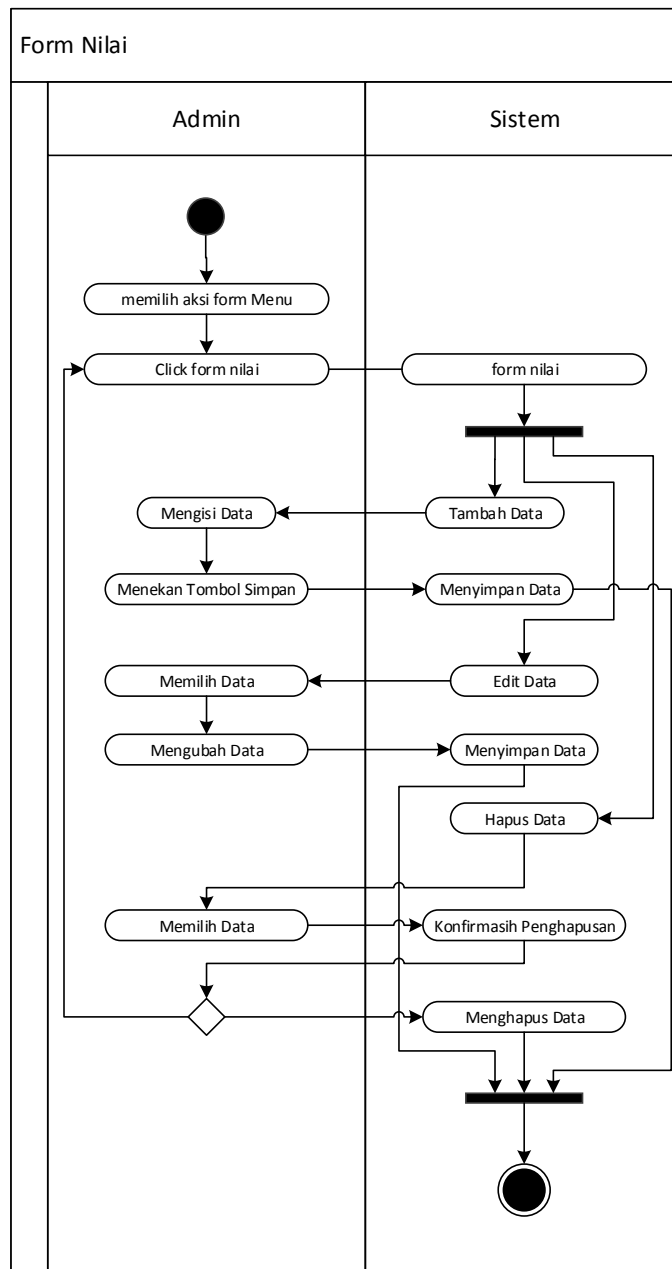 Form Nilai
Admin
Sistem
memilih aksi form Menu
Click form nilai
form nilai
Mengisi Data
Tambah Data
Menekan Tombol Simpan
Menyimpan Data
Memilih Data
Edit Data
Mengubah Data
Menyimpan Data
Hapus Data
Memilih Data
Konfirmasih Penghapusan
Menghapus Data